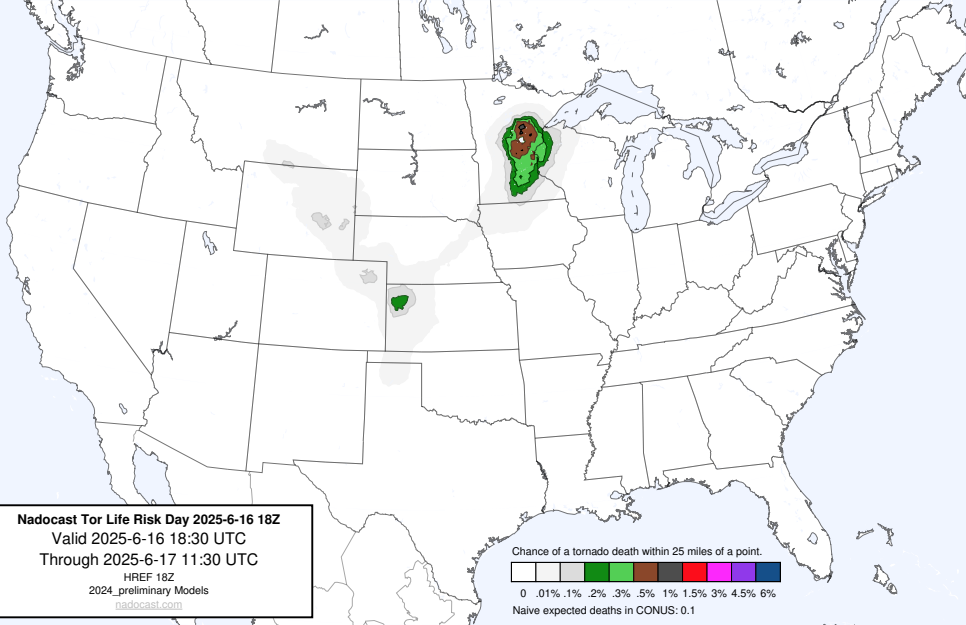 Nadocast Tor Life Risk Day 2025-6-16 18Z
Valid 2025-6-16 18:30 UTC
Through 2025-6-17 11:30 UTC
HREF 18Z
2024_preliminary Models
nadocast.com
Chance of a tornado death within 25 miles of a point.
0 .01% .1% .2% .3% .5% 1% 1.5% 3% 4.5% 6%
Naive expected deaths in CONUS: 0.1